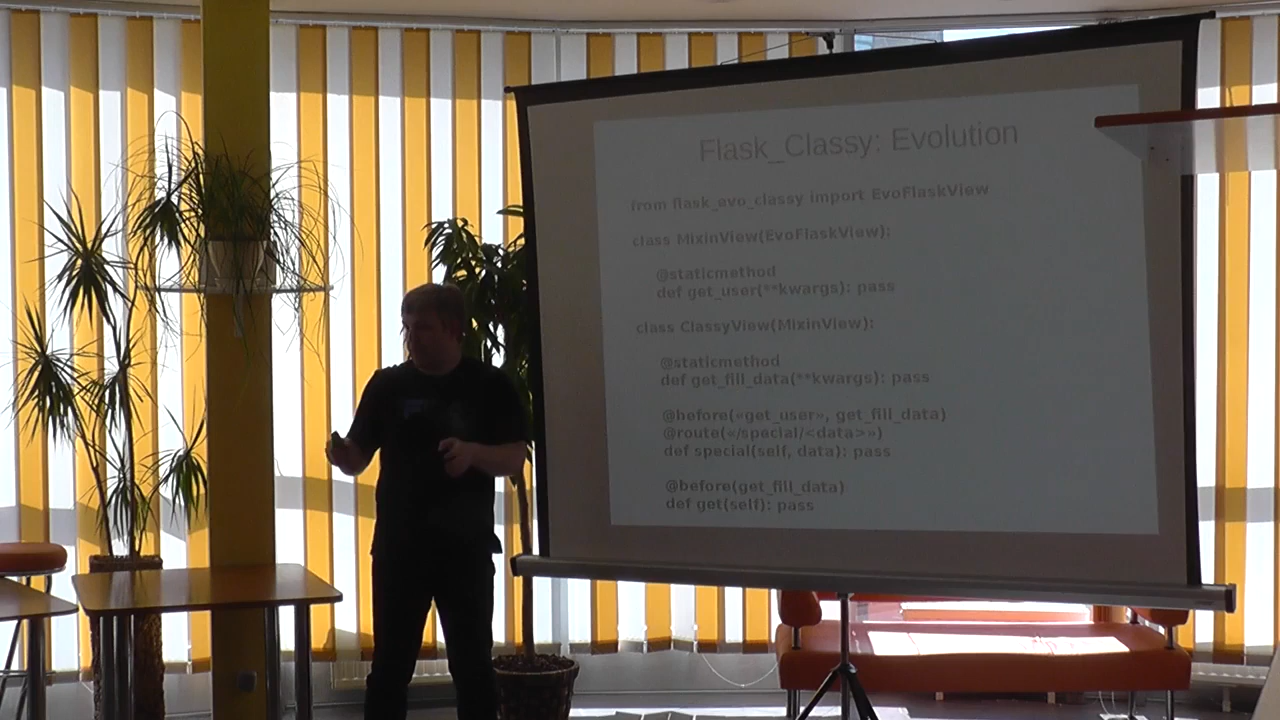 Flask_Classy: Evolution
from flask_evo_classy import EvoFlaskView
class MixinView(EvoFlaskView):
@staticmethod
def get_user(**kwargs): pass
class ClassyView(MixinView):
@staticmethod
def get_fill_data(**kwargs): pass
@before(«get_user», get_fill_data)
@route(«/special/<data>»)
def special(self, data): pass
@before(get_fill_data)
def get(self): pass